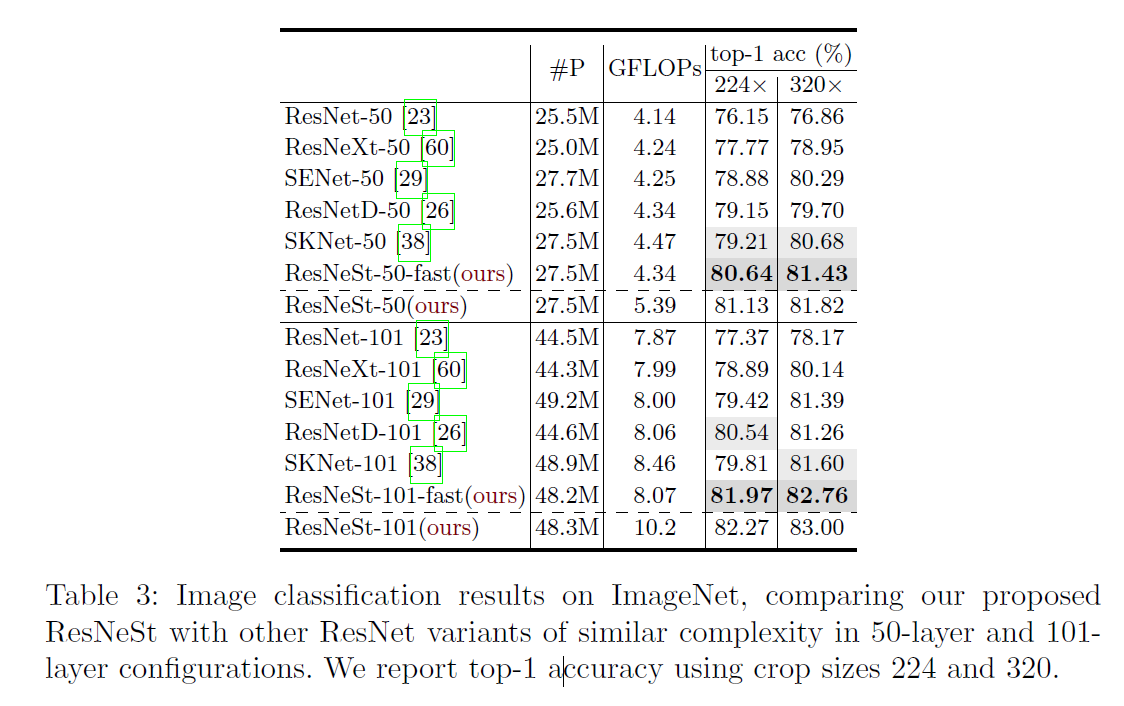 #P GFLOPs top-1 acc (%)
224× 320×
ResNet-50 [23] 25.5M 4.14 76.15 76.86
ResNeXt-50 [60] 25.0M 4.24 77.77 78.95
SENet-50 [29] 27.7M 4.25 78.88 80.29
ResNetD-50 [26] 25.6M 4.34 79.15 79.70
SKNet-50 [38] 27.5M 4.47 79.21 80.68
ResNeSt-50-fast(ours) 27.5M 4.34 80.64 81.43
ResNeSt-50(ours) 27.5M 5.39 81.13 81.82
ResNet-101 [23] 44.5M 7.87 77.37 78.17
ResNeXt-101 [60] 44.3M 7.99 78.89 80.14
SENet-101 [29] 49.2M 8.00 79.42 81.39
ResNetD-101 [26] 44.6M 8.06 80.54 81.26
SKNet-101 [38] 48.9M 8.46 79.81 81.60
ResNeSt-101-fast(ours) 48.2M 8.07 81.97 82.76
ResNeSt-101(ours) 48.3M 10.2 82.27 83.00
Table 3: Image classification results on ImageNet, comparing our proposed
ResNeSt with other ResNet variants of similar complexity in 50-layer and 101-
layer configurations. We report top-1 accuracy using crop sizes 224 and 320.